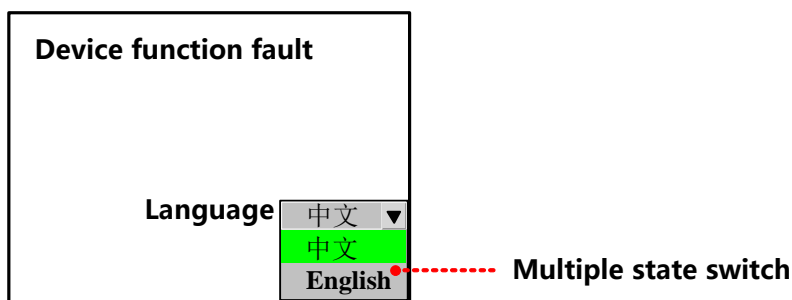 Device function fault
Language
中文
中文
English
Multiple state switch